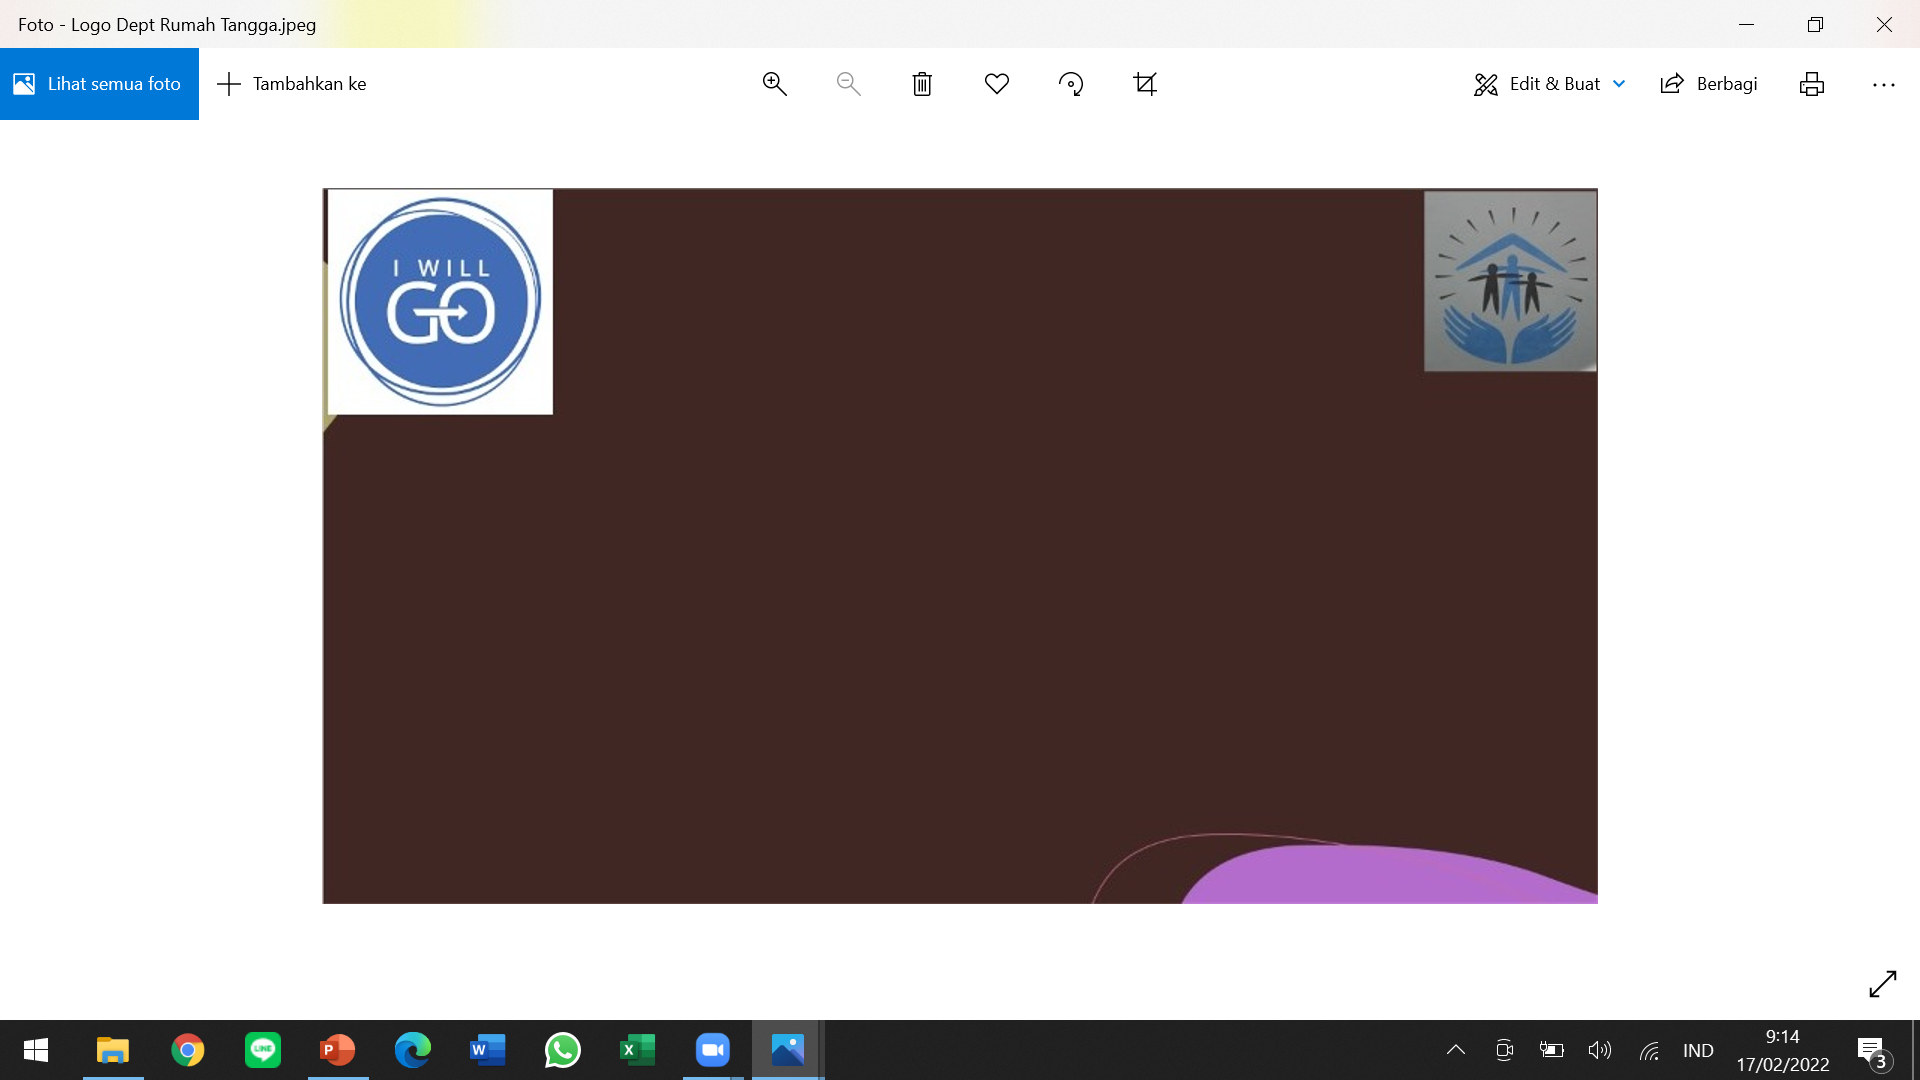 Foto - Logo Dept Rumah Tangga.jpeg
Lihat semua foto
Tambahkan ke
Edit & Buat
Berbagi
I WILL
GO
LINE
P
W
X
IND
9:14
17/02/2022
3